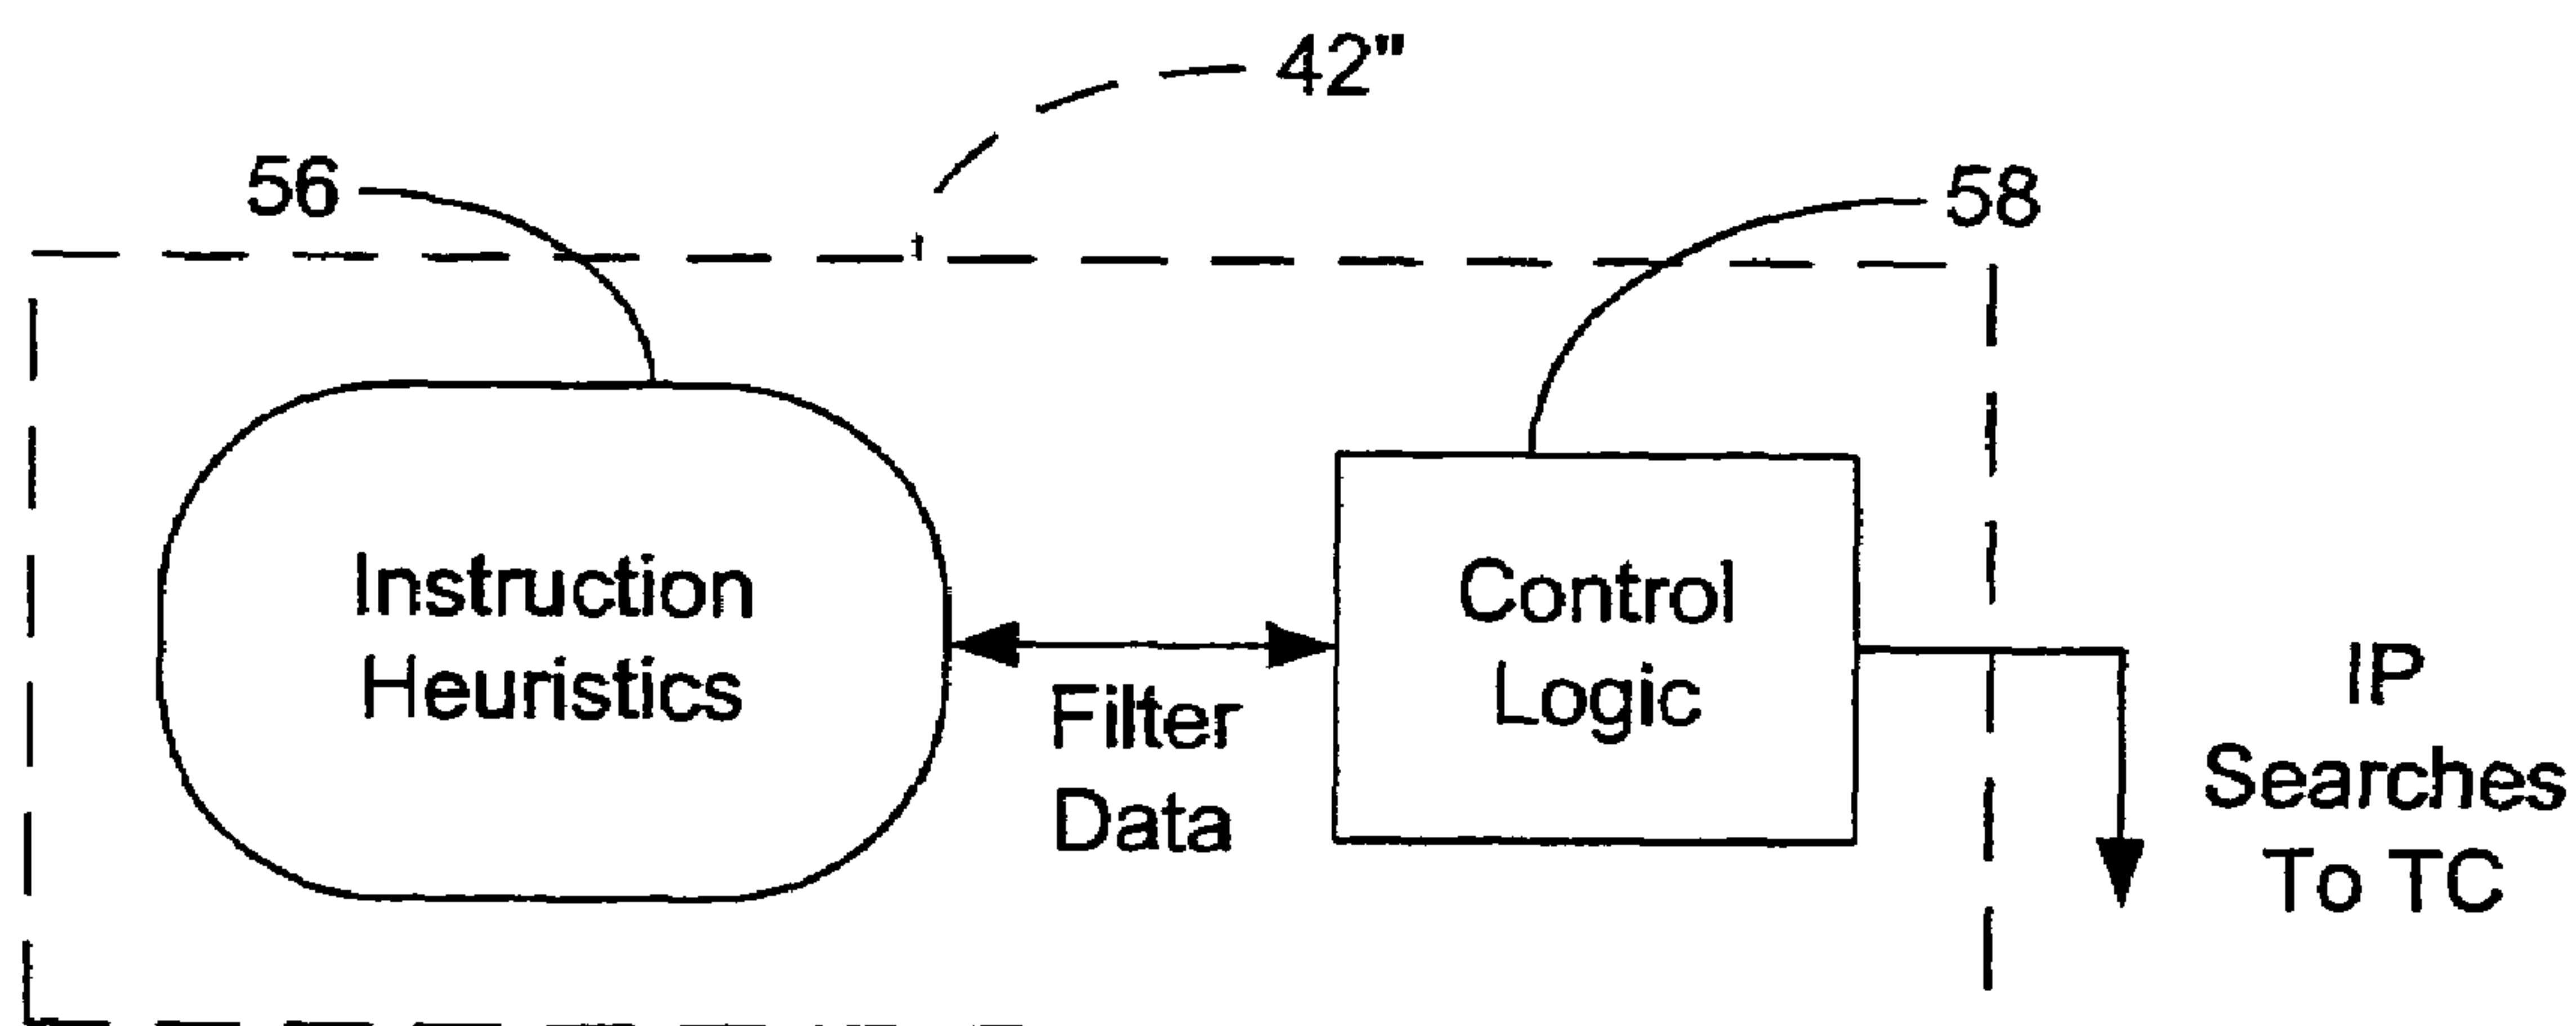 42"
56
58
Instruction
Heuristics
Filter
Data
Control
Logic
IP
Searches
To TC